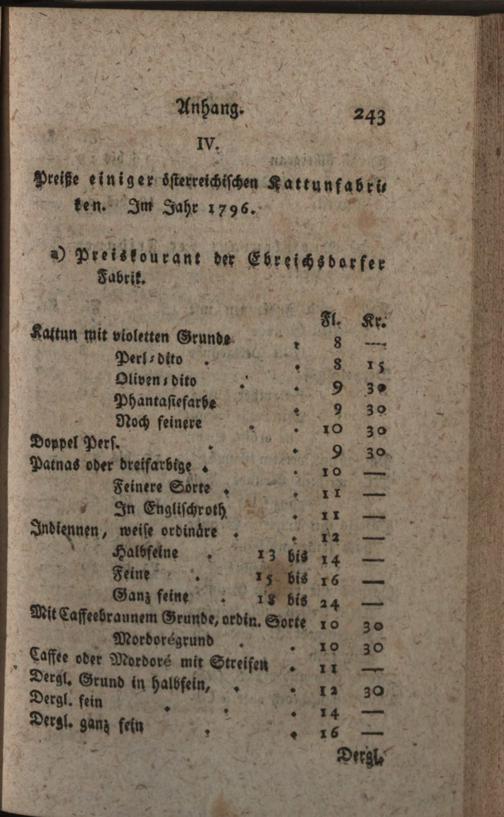 Anhang. 243
IV.
Preiße einiger österreichischen Kattunfabri-
ken. Im Jahr 1796.
a) Preiskourant der Ebreichsdorfer
Fabrik.
Fl. Kr.
Kattun mit violetten Grunde . 8 —
Perl-dito . . 8 15
Oliven-dito . . 9 30
Phantasiefarbe . 9 30
Noch feinere . . 10 30
Doppel Pers. . . 9 30
Patnas oder dreifarbige . . 10 —
Feinere Sorte . . 11 —
In Englischroth . 11 —
Indiennen, weise ordinäre . . 12 —
Halbfeine . 13 bis 14 —
Feine . 15 bis 16 —
Ganz feine . 18 bis 24 —
Mit Caffeebraunem Grunde, ordin. Sorte 10 30
Mordorégrund . . 10 30
Caffee oder Mordoré mit Streifen . 11 —
Dergl. Grund in halbfein, . . 12 30
Dergl. fein . . . 14 —
Dergl. ganz fein . . 16 —
Dergl.